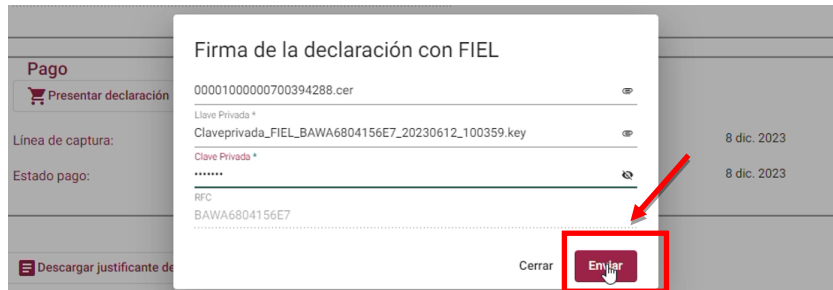 Firma de la declaración con FIEL
00001000000700394288.cer
Llave Privada *
Claveprivada_FIEL_BAWA6804156E7_20230612_100359.key
Clave Privada *
•••••••
RFC
BAWA6804156E7
Cerrar
Enviar
Pago
Presentar declaración
Línea de captura:
8 dic. 2023
Estado pago:
8 dic. 2023
Descargar justificante de